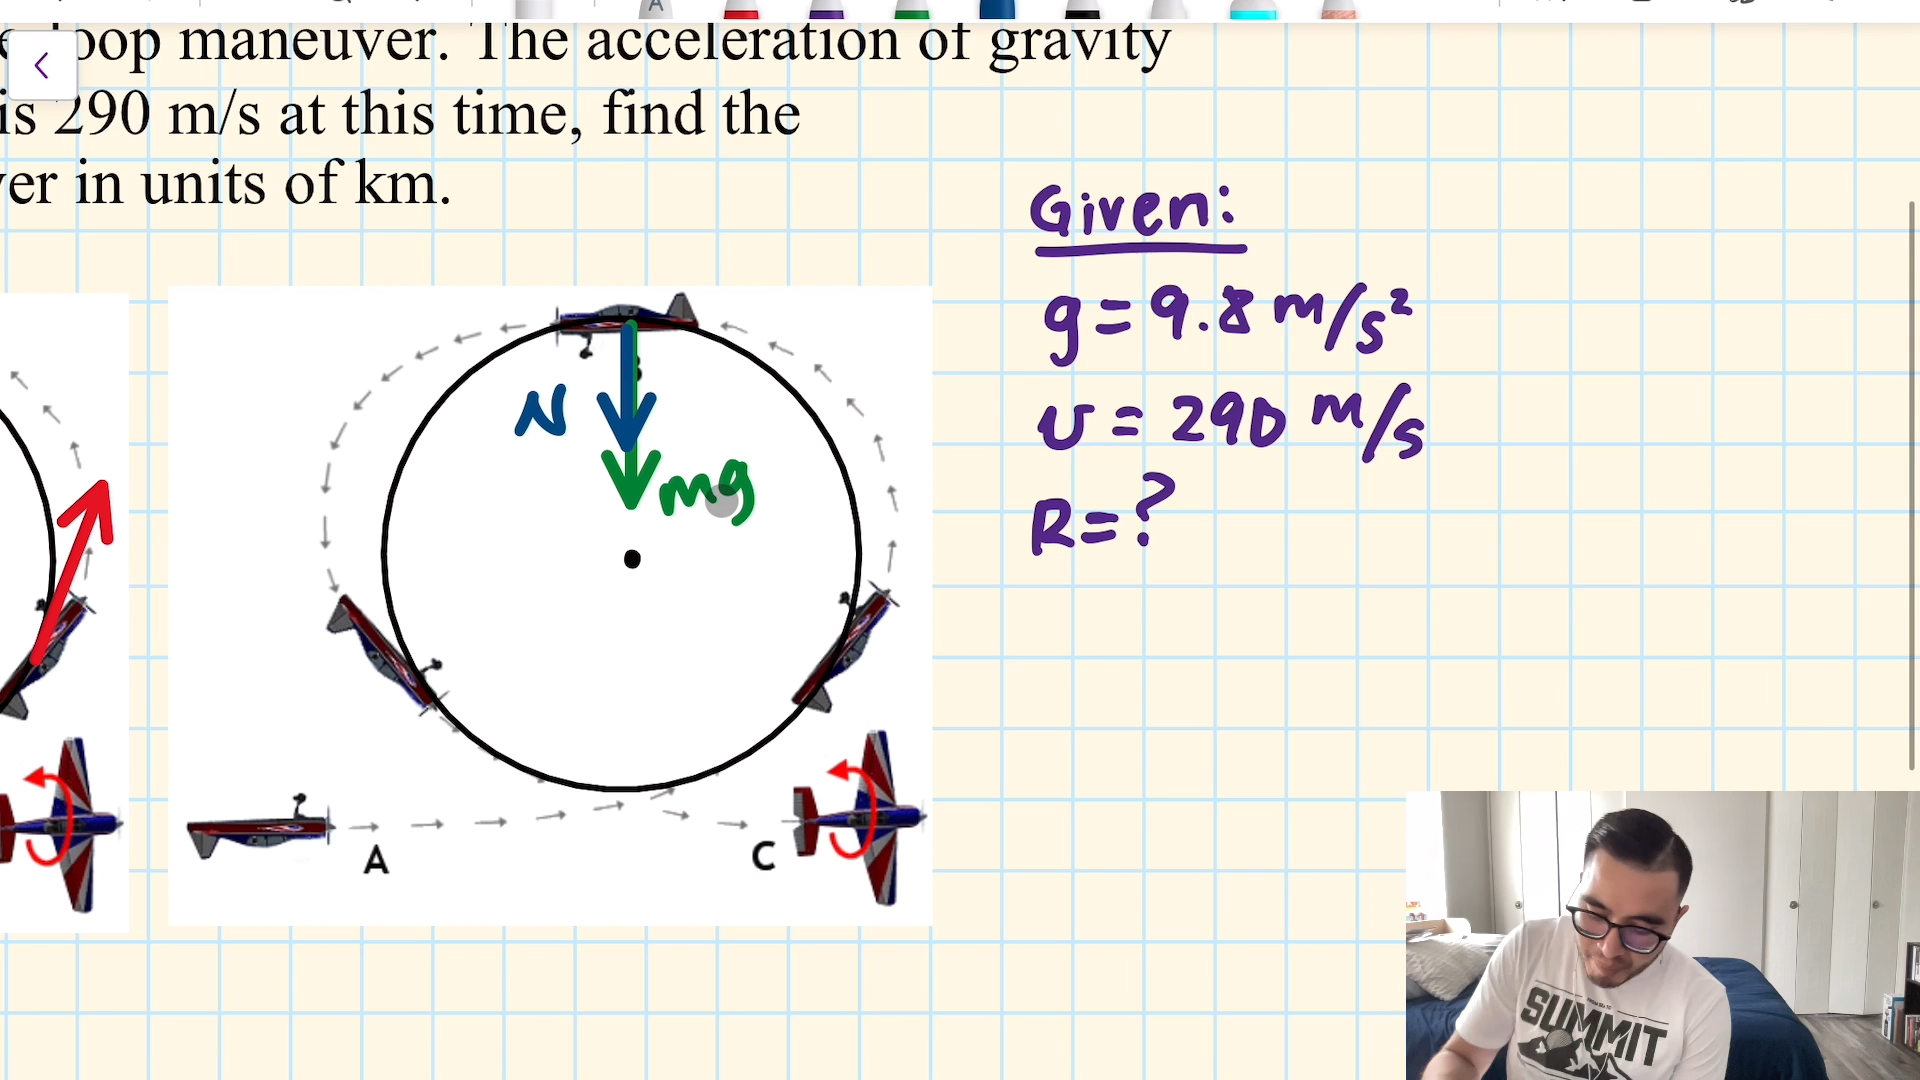 loop maneuver. The acceleration of gravity
is 290 m/s at this time, find the
er in units of km.
Given:
g = 9.8 m/s²
v = 290 m/s
R = ?
N
mg
A
C
SUMMIT